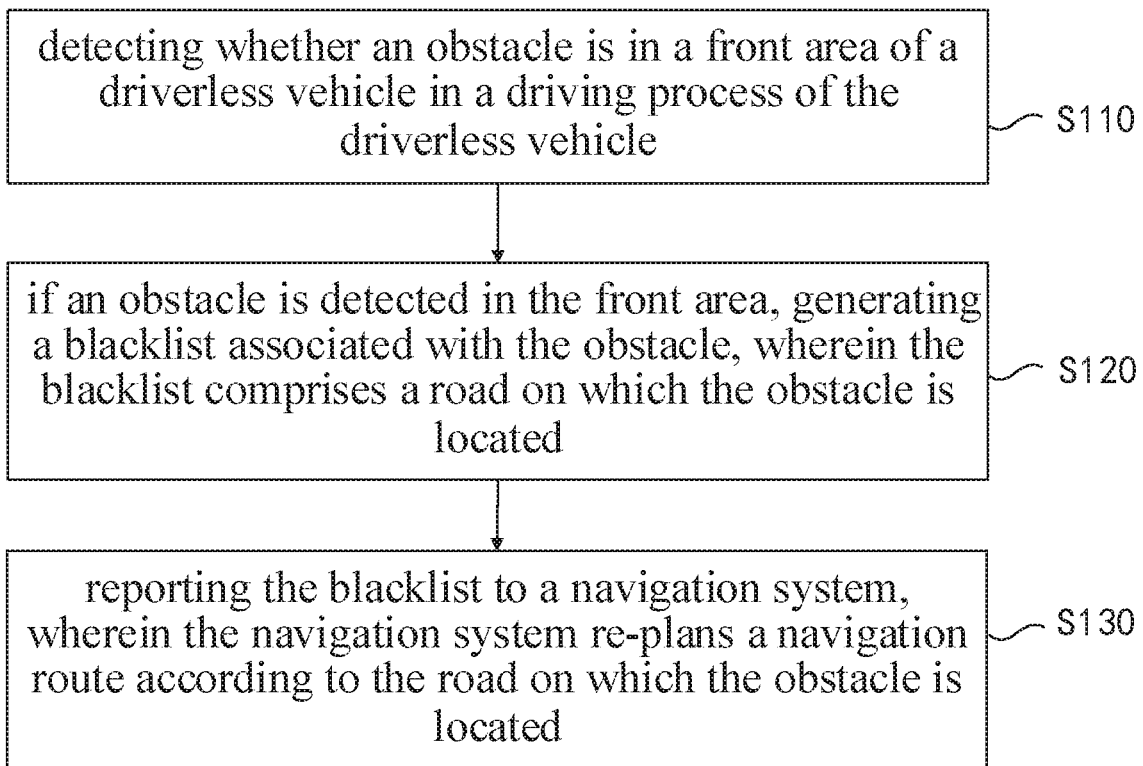 detecting whether an obstacle is in a front area of a
driverless vehicle in a driving process of the
driverless vehicle
S110
if an obstacle is detected in the front area, generating
a blacklist associated with the obstacle, wherein the
blacklist comprises a road on which the obstacle is
located
S120
reporting the blacklist to a navigation system,
wherein the navigation system re-plans a navigation
route according to the road on which the obstacle is
located
S130